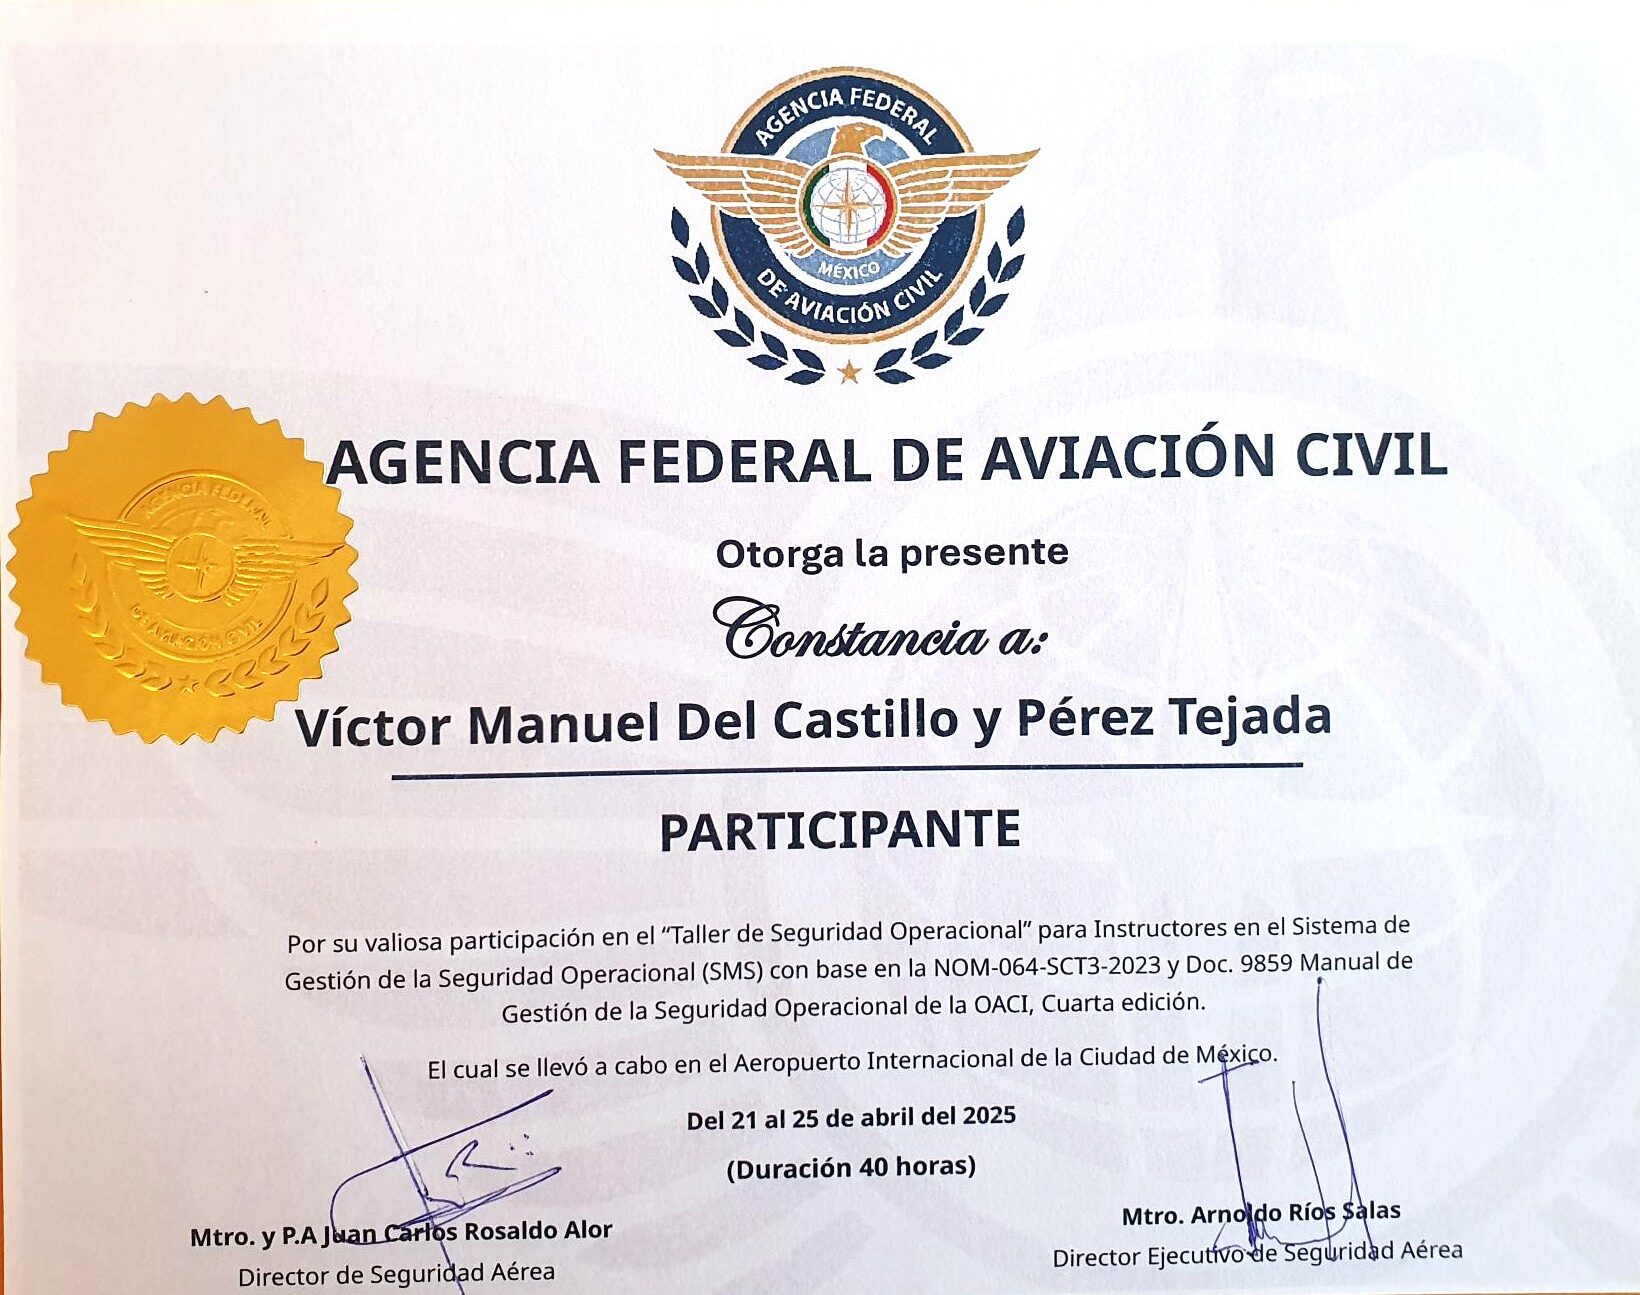 AGENCIA FEDERAL
MÉXICO
DE AVIACIÓN CIVIL
AGENCIA FEDERAL DE AVIACIÓN CIVIL
AGENCIA FEDERAL
DE AVIACIÓN CIVIL
Otorga la presente
Constancia a:
Víctor Manuel Del Castillo y Pérez Tejada
PARTICIPANTE
Por su valiosa participación en el “Taller de Seguridad Operacional” para Instructores en el Sistema de
Gestión de la Seguridad Operacional (SMS) con base en la NOM-064-SCT3-2023 y Doc. 9859 Manual de
Gestión de la Seguridad Operacional de la OACI, Cuarta edición.
El cual se llevó a cabo en el Aeropuerto Internacional de la Ciudad de México.
Del 21 al 25 de abril del 2025
(Duración 40 horas)
Mtro. y P.A Juan Carlos Rosaldo Alor
Director de Seguridad Aérea
Mtro. Arnoldo Ríos Salas
Director Ejecutivo de Seguridad Aérea